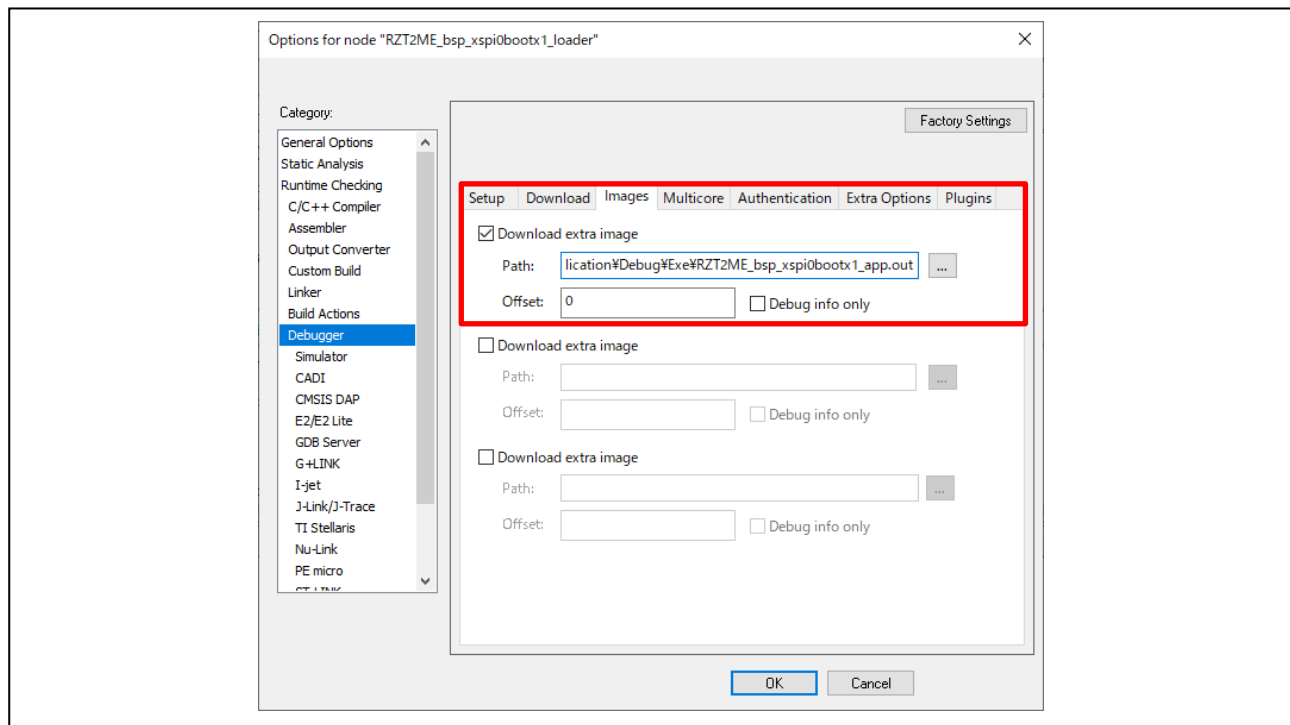 Options for node "RZT2ME_bsp_xspi0bootx1_loader"
Category:
Factory Settings
General Options
Static Analysis
Runtime Checking
C/C++ Compiler
Assembler
Output Converter
Custom Build
Linker
Build Actions
Debugger
Simulator
CADI
CMSIS DAP
E2/E2 Lite
GDB Server
G+LINK
I-jet
J-Link/J-Trace
TI Stellaris
Nu-Link
PE micro
ST-LINK
Setup Download Images Multicore Authentication Extra Options Plugins
Download extra image
Path: lication¥Debug¥Exe¥RZT2ME_bsp_xspi0bootx1_app.out ...
Offset: 0 Debug info only
Download extra image
Path: ...
Offset: Debug info only
Download extra image
Path: ...
Offset: Debug info only
OK Cancel